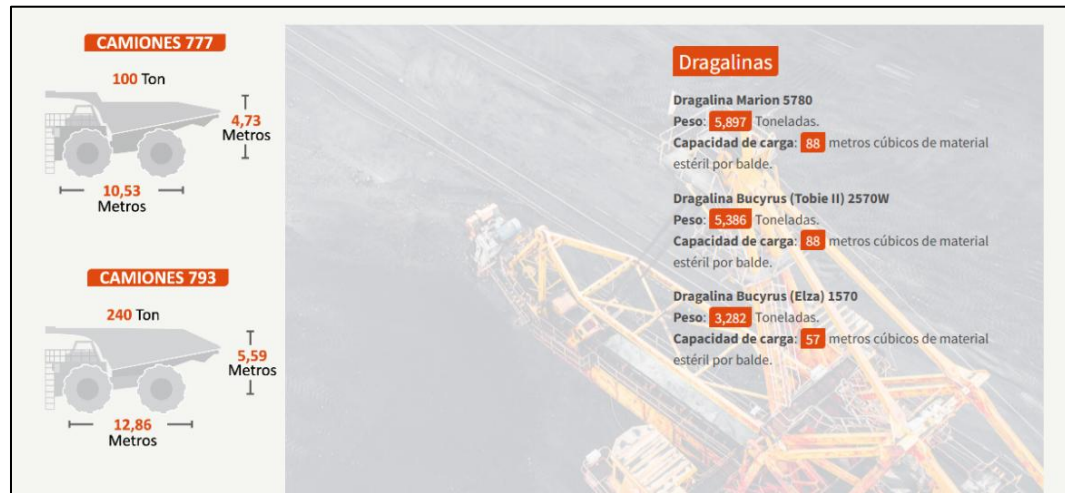 CAMIONES 777
100 Ton
4,73
Metros
10,53
Metros
CAMIONES 793
240 Ton
5,59
Metros
12,86
Metros
Dragalinas
Dragalina Marion 5780
Peso: 5,897 Toneladas.
Capacidad de carga: 88 metros cúbicos de material
estéril por balde.
Dragalina Bucyrus (Tobie II) 2570W
Peso: 5,386 Toneladas.
Capacidad de carga: 88 metros cúbicos de material
estéril por balde.
Dragalina Bucyrus (Elza) 1570
Peso: 3,282 Toneladas.
Capacidad de carga: 57 metros cúbicos de material
estéril por balde.